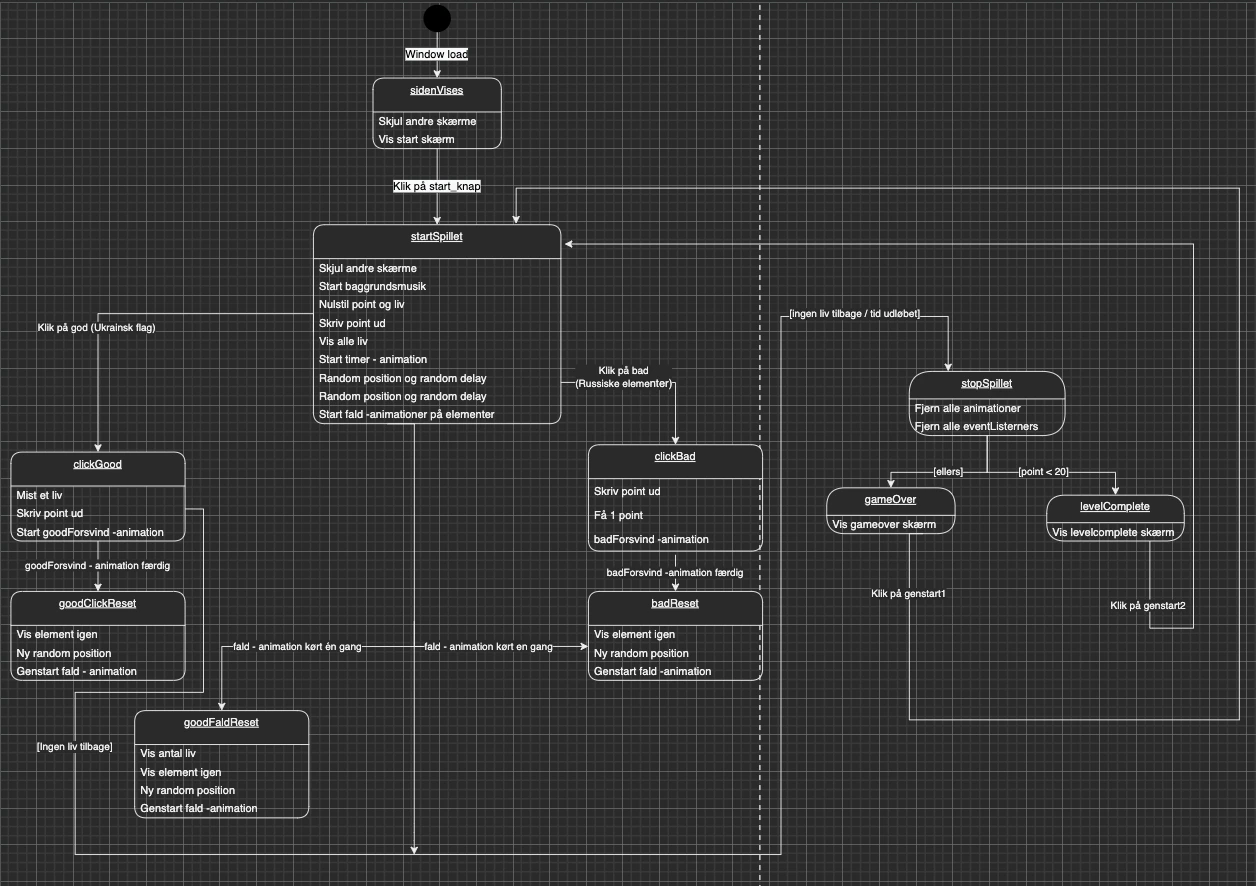 Window load
sidenVises
Skjul andre skærme
Vis start skærm
Klik på start_knap
startSpillet
Skjul andre skærme
Start baggrundsmusik
Nulstil point og liv
Skriv point ud
Vis alle liv
Start timer - animation
Random position og random delay
Random position og random delay
Start fald -animationer på elementer
Klik på god (Ukrainsk flag)
Klik på bad
(Russiske elementer)
[ingen liv tilbage / tid udløbet]
stopSpillet
Fjern alle animationer
Fjern alle eventListerners
[ellers]
[point < 20]
gameOver
Vis gameover skærm
levelComplete
Vis levelcomplete skærm
Klik på genstart1
Klik på genstart2
clickGood
Mist et liv
Skriv point ud
Start goodForsvind -animation
goodForsvind - animation færdig
goodClickReset
Vis element igen
Ny random position
Genstart fald - animation
clickBad
Skriv point ud
Få 1 point
badForsvind -animation
badForsvind -animation færdig
badReset
Vis element igen
Ny random position
Genstart fald -animation
fald - animation kørt én gang
fald - animation kørt en gang
goodFaldReset
Vis antal liv
Vis element igen
Ny random position
Genstart fald -animation
[Ingen liv tilbage]